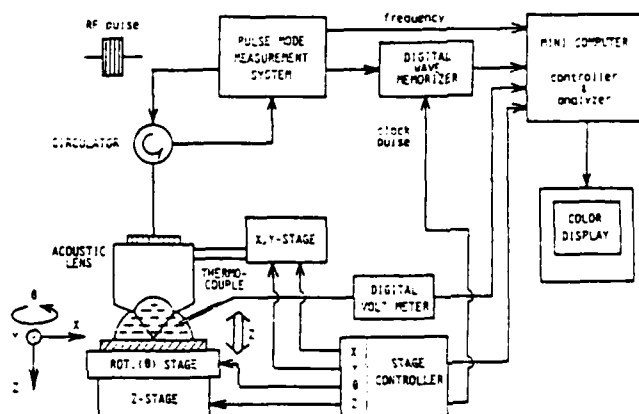 RF pulse
PULSE MODE
MEASUREMENT
SYSTEM
frequency
DIGITAL
WAVE
MEMORIZER
MINI COMPUTER
controller
&
analyzer
CIRCULATOR
clock
pulse
COLOR
DISPLAY
ACOUSTIC
LENS
X,Y-STAGE
THERMO-
COUPLE
DIGITAL
VOLT METER
θ
Y
X
Z
Z
ROT.(θ) STAGE
Z-STAGE
X
Y
θ
Z
STAGE
CONTROLLER